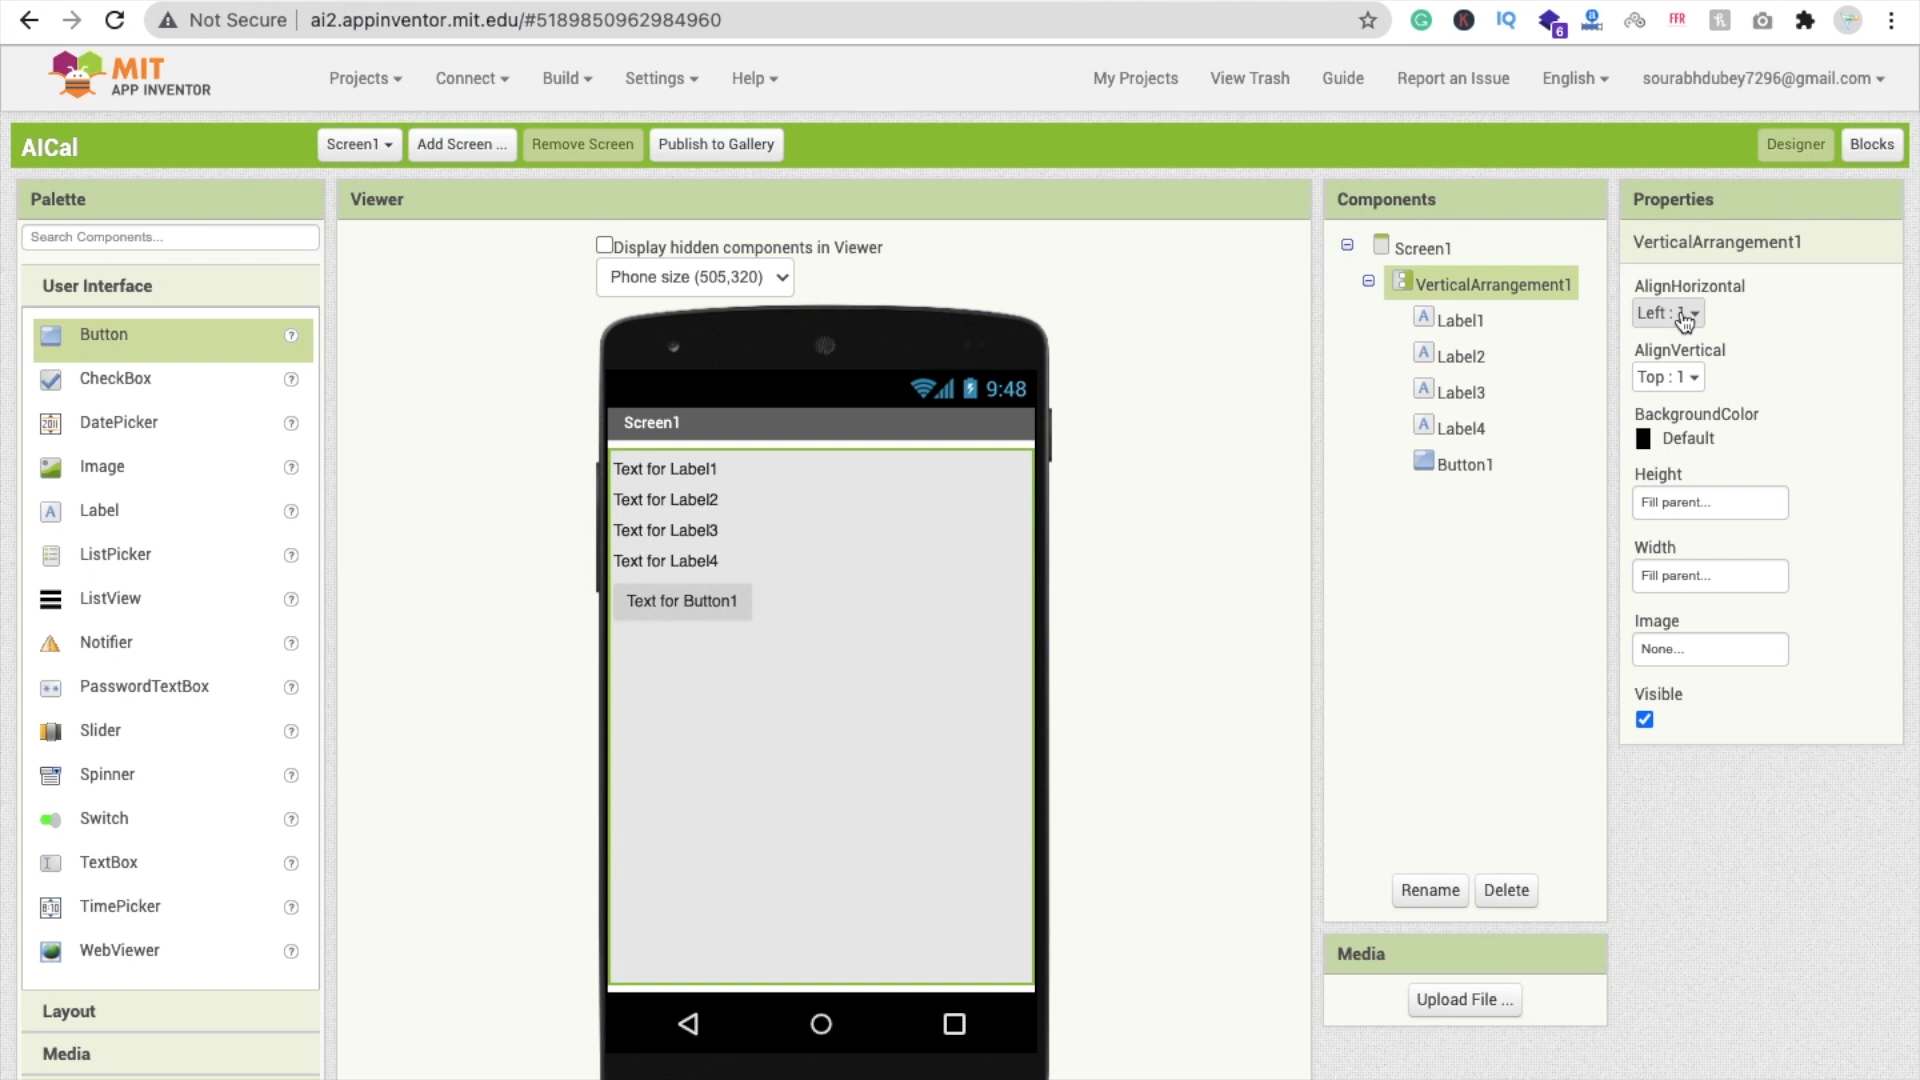 Not Secure
ai2.appinventor.mit.edu/#5189850962984960
IQ
6
a
FFR
MIT
APP INVENTOR
Projects
Connect
Build
Settings
Help
My Projects
View Trash
Guide
Report an Issue
English
sourabhdubey7296@gmail.com
AICal
Screen1
Add Screen ...
Remove Screen
Publish to Gallery
Designer
Blocks
Palette
Search Components...
User Interface
Button
CheckBox
DatePicker
Image
Label
ListPicker
ListView
Notifier
PasswordTextBox
Slider
Spinner
Switch
TextBox
TimePicker
WebViewer
Layout
Media
Viewer
Display hidden components in Viewer
Phone size (505,320)
9:48
Screen1
Text for Label1
Text for Label2
Text for Label3
Text for Label4
Text for Button1
Components
Screen1
VerticalArrangement1
Label1
Label2
Label3
Label4
Button1
Rename
Delete
Media
Upload File ...
Properties
VerticalArrangement1
AlignHorizontal
Left :
AlignVertical
Top : 1
BackgroundColor
Default
Height
Fill parent...
Width
Fill parent...
Image
None...
Visible